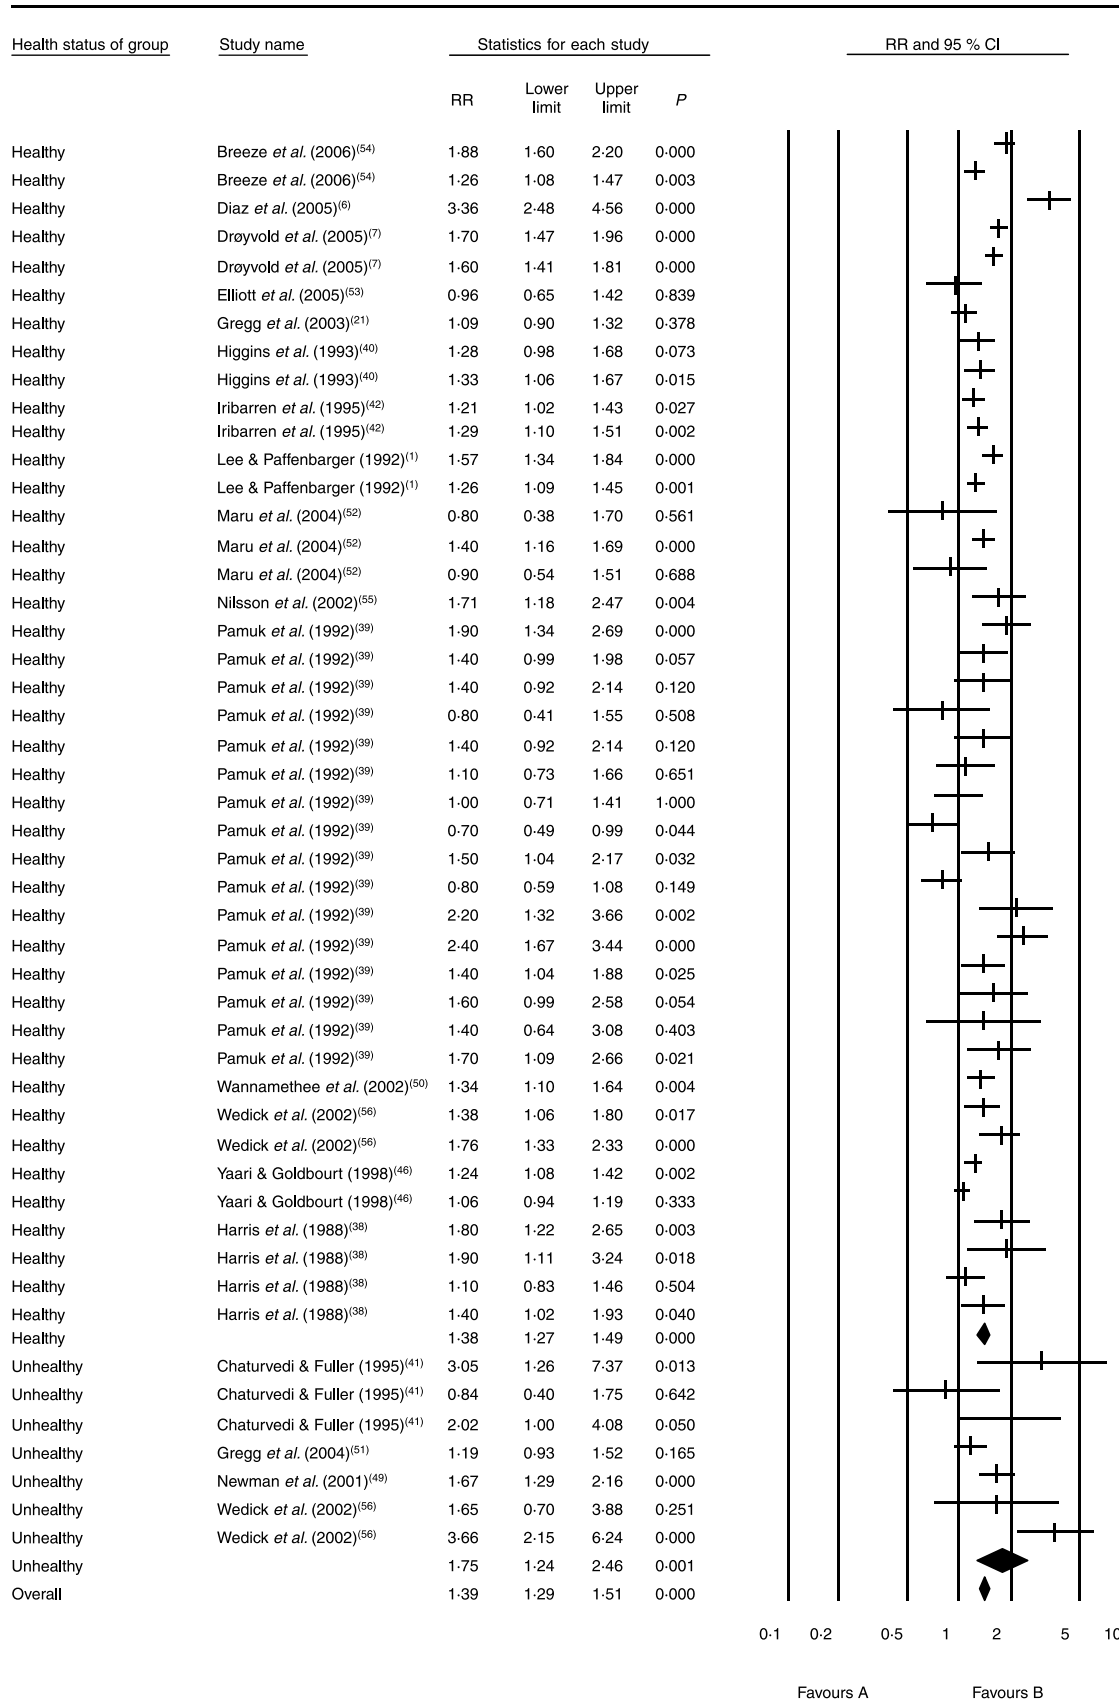 Health status of group Study name Statistics for each study RR and 95 % CI
RR Lower limit Upper limit P
Healthy Breeze et al. (2006)(54) 1·88 1·60 2·20 0·000
Healthy Breeze et al. (2006)(54) 1·26 1·08 1·47 0·003
Healthy Diaz et al. (2005)(6) 3·36 2·48 4·56 0·000
Healthy Drøyvold et al. (2005)(7) 1·70 1·47 1·96 0·000
Healthy Drøyvold et al. (2005)(7) 1·60 1·41 1·81 0·000
Healthy Elliott et al. (2005)(53) 0·96 0·65 1·42 0·839
Healthy Gregg et al. (2003)(21) 1·09 0·90 1·32 0·378
Healthy Higgins et al. (1993)(40) 1·28 0·98 1·68 0·073
Healthy Higgins et al. (1993)(40) 1·33 1·06 1·67 0·015
Healthy Iribarren et al. (1995)(42) 1·21 1·02 1·43 0·027
Healthy Iribarren et al. (1995)(42) 1·29 1·10 1·51 0·002
Healthy Lee & Paffenbarger (1992)(1) 1·57 1·34 1·84 0·000
Healthy Lee & Paffenbarger (1992)(1) 1·26 1·09 1·45 0·001
Healthy Maru et al. (2004)(52) 0·80 0·38 1·70 0·561
Healthy Maru et al. (2004)(52) 1·40 1·16 1·69 0·000
Healthy Maru et al. (2004)(52) 0·90 0·54 1·51 0·688
Healthy Nilsson et al. (2002)(55) 1·71 1·18 2·47 0·004
Healthy Pamuk et al. (1992)(39) 1·90 1·34 2·69 0·000
Healthy Pamuk et al. (1992)(39) 1·40 0·99 1·98 0·057
Healthy Pamuk et al. (1992)(39) 1·40 0·92 2·14 0·120
Healthy Pamuk et al. (1992)(39) 0·80 0·41 1·55 0·508
Healthy Pamuk et al. (1992)(39) 1·40 0·92 2·14 0·120
Healthy Pamuk et al. (1992)(39) 1·10 0·73 1·66 0·651
Healthy Pamuk et al. (1992)(39) 1·00 0·71 1·41 1·000
Healthy Pamuk et al. (1992)(39) 0·70 0·49 0·99 0·044
Healthy Pamuk et al. (1992)(39) 1·50 1·04 2·17 0·032
Healthy Pamuk et al. (1992)(39) 0·80 0·59 1·08 0·149
Healthy Pamuk et al. (1992)(39) 2·20 1·32 3·66 0·002
Healthy Pamuk et al. (1992)(39) 2·40 1·67 3·44 0·000
Healthy Pamuk et al. (1992)(39) 1·40 1·04 1·88 0·025
Healthy Pamuk et al. (1992)(39) 1·60 0·99 2·58 0·054
Healthy Pamuk et al. (1992)(39) 1·40 0·64 3·08 0·403
Healthy Pamuk et al. (1992)(39) 1·70 1·09 2·66 0·021
Healthy Wannamethee et al. (2002)(50) 1·34 1·10 1·64 0·004
Healthy Wedick et al. (2002)(56) 1·38 1·06 1·80 0·017
Healthy Wedick et al. (2002)(56) 1·76 1·33 2·33 0·000
Healthy Yaari & Goldbourt (1998)(46) 1·24 1·08 1·42 0·002
Healthy Yaari & Goldbourt (1998)(46) 1·06 0·94 1·19 0·333
Healthy Harris et al. (1988)(38) 1·80 1·22 2·65 0·003
Healthy Harris et al. (1988)(38) 1·90 1·11 3·24 0·018
Healthy Harris et al. (1988)(38) 1·10 0·83 1·46 0·504
Healthy Harris et al. (1988)(38) 1·40 1·02 1·93 0·040
Healthy 1·38 1·27 1·49 0·000
Unhealthy Chaturvedi & Fuller (1995)(41) 3·05 1·26 7·37 0·013
Unhealthy Chaturvedi & Fuller (1995)(41) 0·84 0·40 1·75 0·642
Unhealthy Chaturvedi & Fuller (1995)(41) 2·02 1·00 4·08 0·050
Unhealthy Gregg et al. (2004)(51) 1·19 0·93 1·52 0·165
Unhealthy Newman et al. (2001)(49) 1·67 1·29 2·16 0·000
Unhealthy Wedick et al. (2002)(56) 1·65 0·70 3·88 0·251
Unhealthy Wedick et al. (2002)(56) 3·66 2·15 6·24 0·000
Unhealthy 1·75 1·24 2·46 0·001
Overall 1·39 1·29 1·51 0·000
0·1 0·2 0·5 1 2 5 10
Favours A Favours B